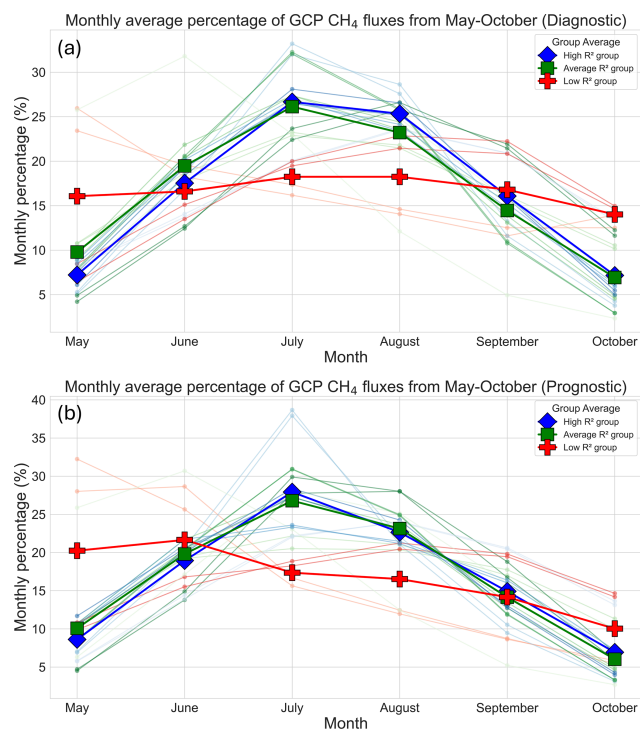 Monthly average percentage of GCP CH₄ fluxes from May-October (Diagnostic)
(a)
Group Average
High R² group
Average R² group
Low R² group
Monthly percentage (%)
30
25
20
15
10
5
May June July August September October
Month
Monthly average percentage of GCP CH₄ fluxes from May-October (Prognostic)
(b)
Group Average
High R² group
Average R² group
Low R² group
Monthly percentage (%)
40
35
30
25
20
15
10
5
May June July August September October
Month